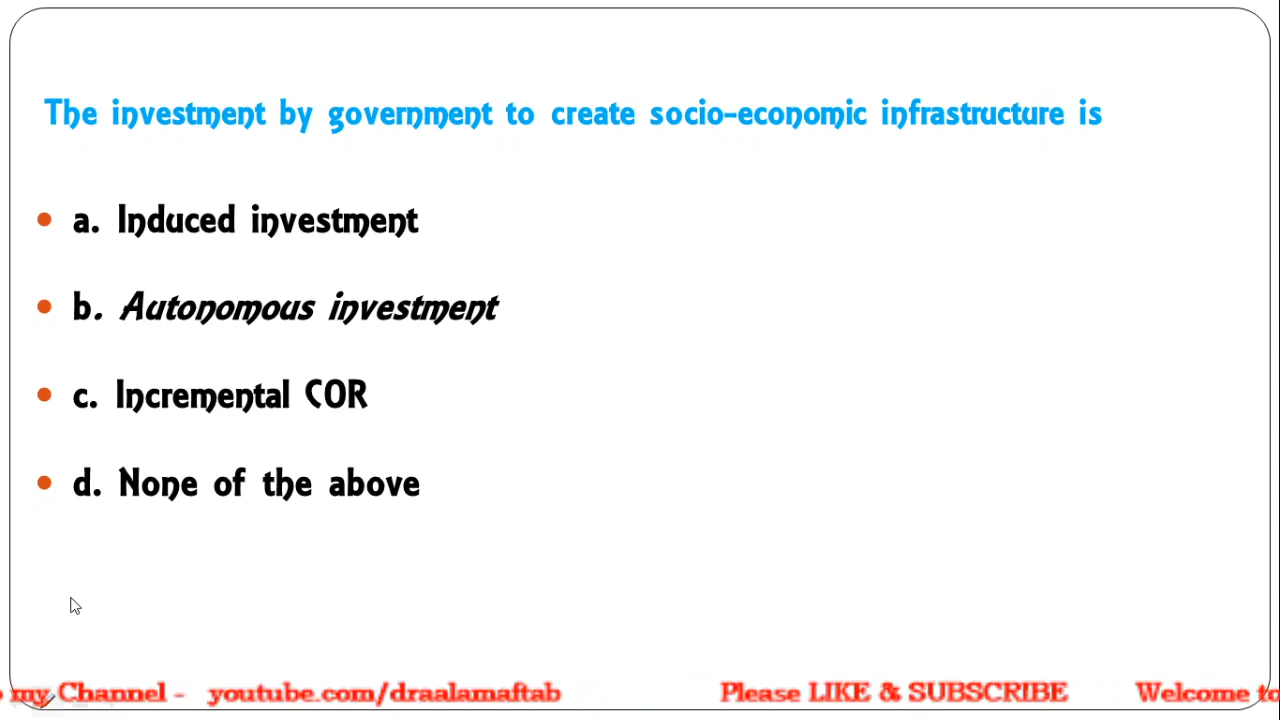 The investment by government to create socio-economic infrastructure is
a. Induced investment
b. Autonomous investment
c. Incremental COR
d. None of the above
my Channel - youtube.com/draalamaftab Please LIKE & SUBSCRIBE Welcome to